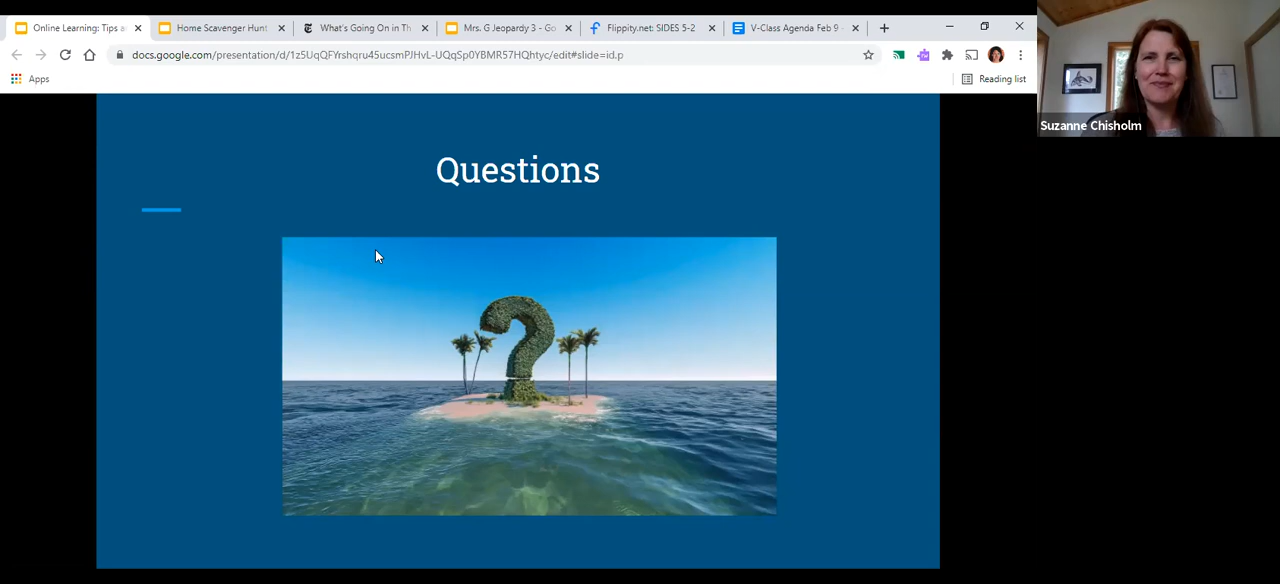 Online Learning: Tips a
Home Scavenger Hunt
What's Going On in Th
Mrs. G Jeopardy 3 - Go
Flippity.net: SIDES 5-2
V-Class Agenda Feb 9 -
docs.google.com/presentation/d/1z5UqQFYrshqru45ucsmPJHvL-UQqSp0YBMR57HQhtyc/edit#slide=id.p
Apps
Reading list
Suzanne Chisholm
Questions